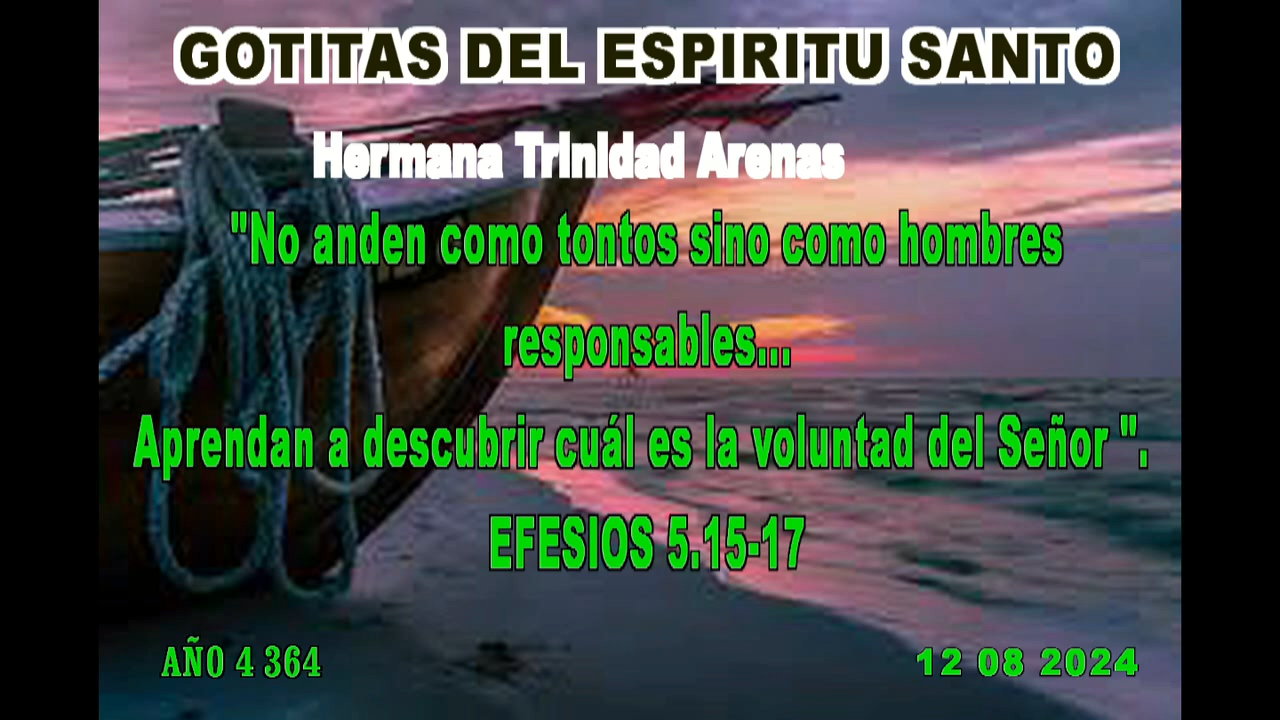 GOTITAS DEL ESPIRITU SANTO
Hermana Trinidad Arenas
"No anden como tontos sino como hombres
responsables...
Aprendan a descubrir cuál es la voluntad del Señor ".
EFESIOS 5.15-17
AÑO 4 364
12 08 2024